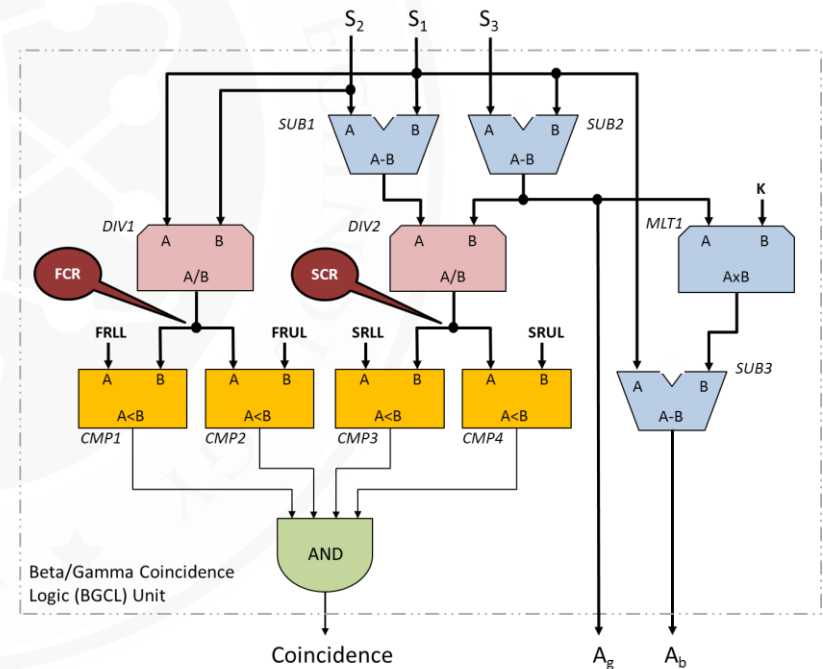 S2 S1 S3
SUB1 A B A-B
A B A-B SUB2
K
DIV1 A B A/B
DIV2 A B A/B
MLT1 A B AxB
FCR
SCR
FRLL FRUL SRLL SRUL
A B A<B CMP1
A B A<B CMP2
A B A<B CMP3
A B A<B CMP4
A B A-B SUB3
AND
Beta/Gamma Coincidence
Logic (BGCL) Unit
Coincidence Ag Ab